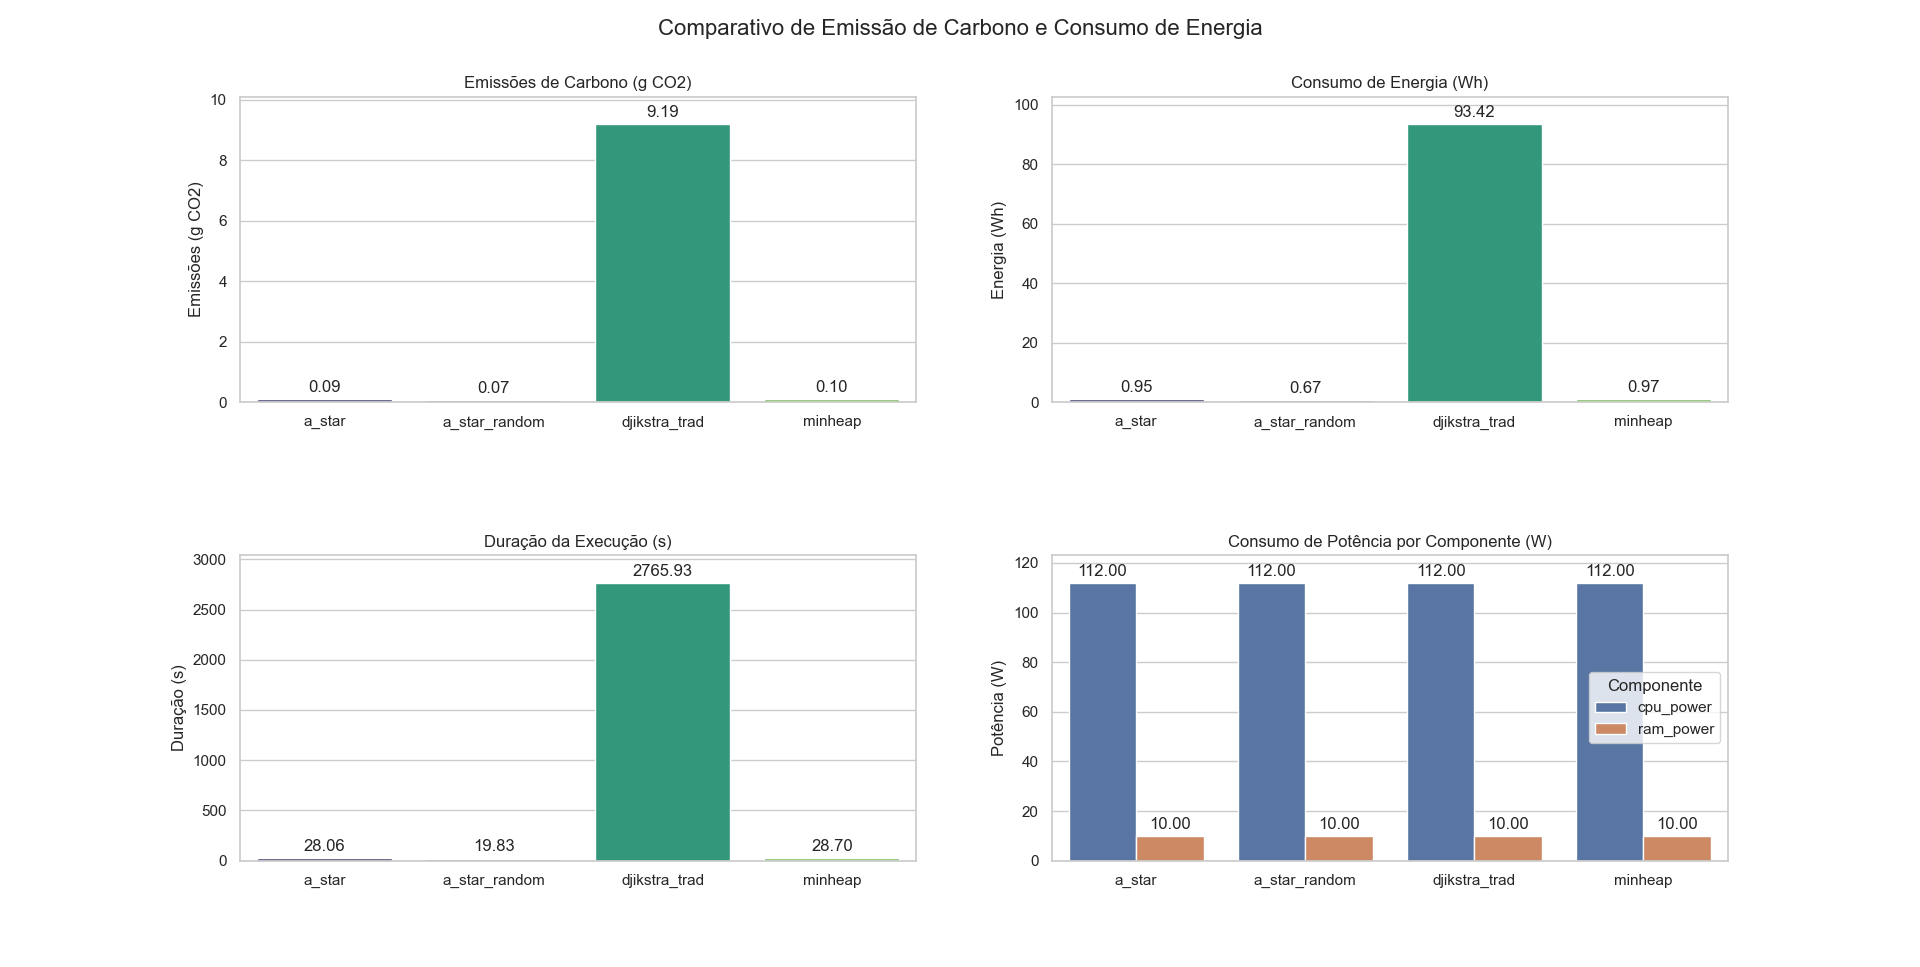 Comparativo de Emissão de Carbono e Consumo de Energia
Emissões de Carbono (g CO2)
Emissões (g CO2)
10
8
6
4
2
0
0.09
0.07
9.19
0.10
a_star
a_star_random
djikstra_trad
minheap
Consumo de Energia (Wh)
Energia (Wh)
100
80
60
40
20
0
0.95
0.67
93.42
0.97
a_star
a_star_random
djikstra_trad
minheap
Duração da Execução (s)
Duração (s)
3000
2500
2000
1500
1000
500
0
28.06
19.83
2765.93
28.70
a_star
a_star_random
djikstra_trad
minheap
Consumo de Potência por Componente (W)
Potência (W)
120
100
80
60
40
20
0
112.00
112.00
112.00
112.00
10.00
10.00
10.00
10.00
Componente
cpu_power
ram_power
a_star
a_star_random
djikstra_trad
minheap